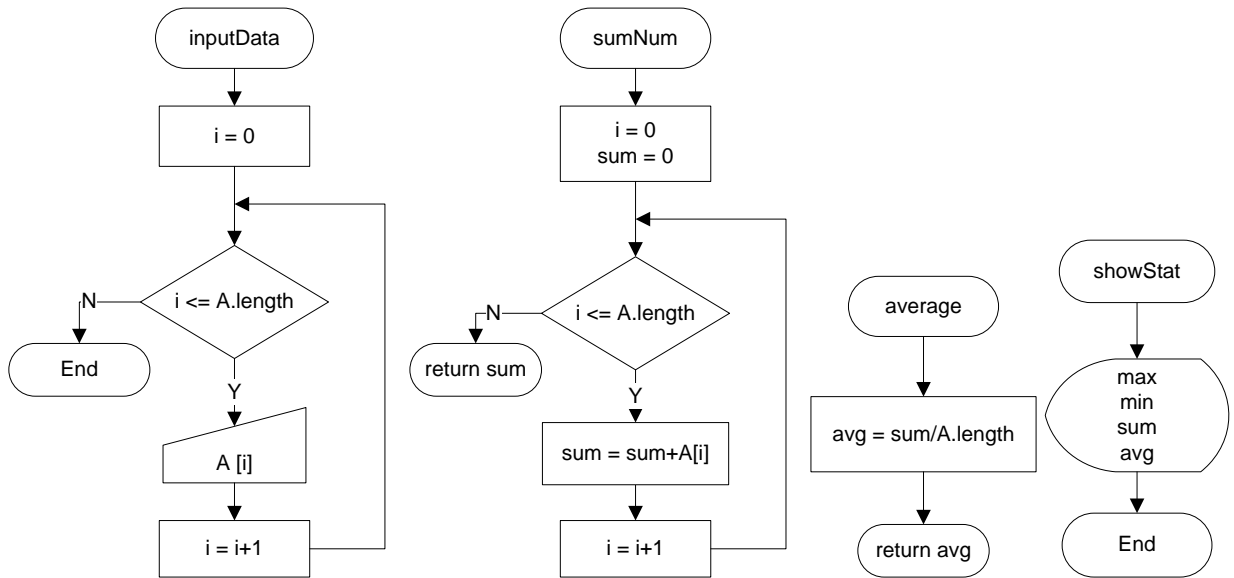 inputData
i = 0
i <= A.length
N
End
Y
A [i]
i = i+1
sumNum
i = 0
sum = 0
i <= A.length
N
return sum
Y
sum = sum+A[i]
i = i+1
average
avg = sum/A.length
return avg
showStat
max
min
sum
avg
End